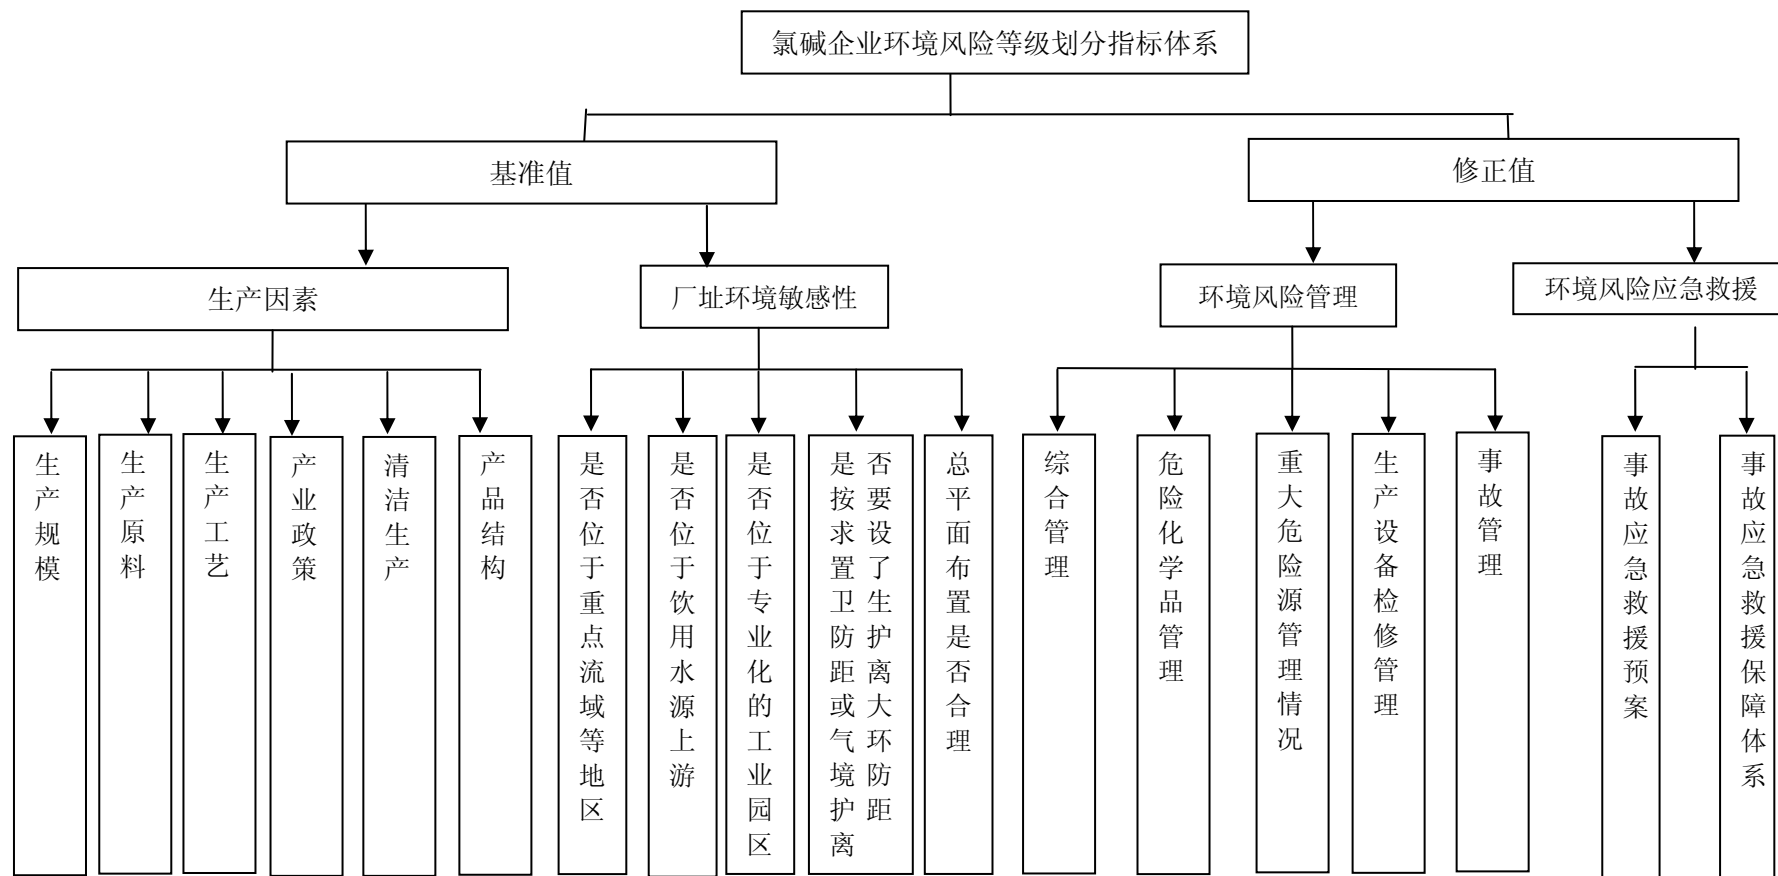 氯碱企业环境风险等级划分指标体系
基准值
修正值
生产因素
厂址环境敏感性
环境风险管理
环境风险应急救援
生产规模
生产原料
生产工艺
产业政策
清洁生产
产品结构
是否位于重点流域等地区
是否位于饮用水源上游
是否位于专业化的工业园区
是否按要求设置了卫生防护距离或大气环境防护距离
总平面布置是否合理
综合管理
危险化学品管理
重大危险源管理情况
生产设备检修管理
事故管理
事故应急救援预案
事故应急救援保障体系